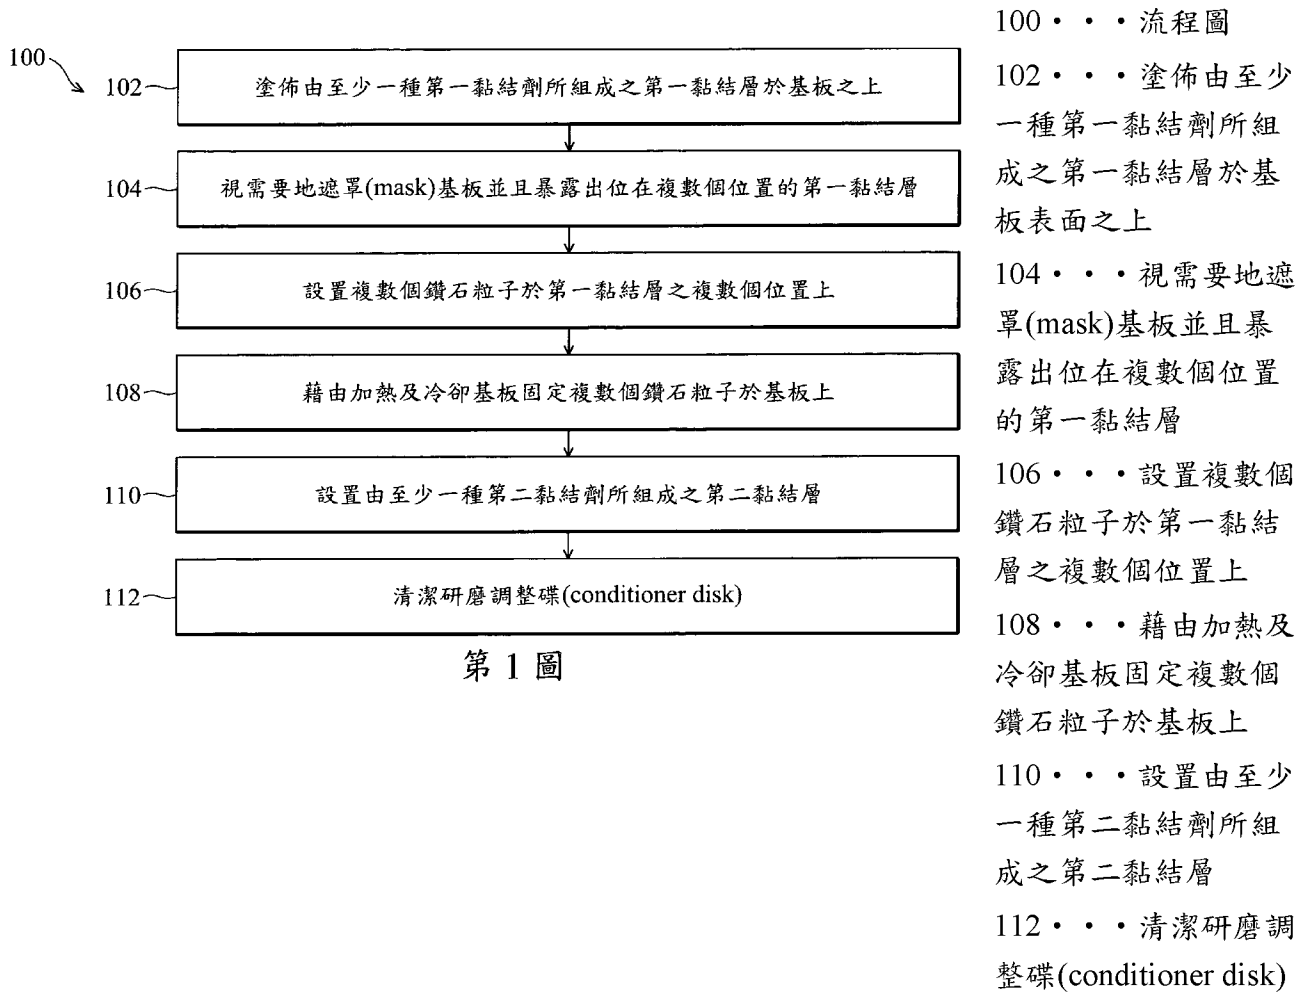 100
102
塗佈由至少一種第一黏結劑所組成之第一黏結層於基板之上
104
視需要地遮罩(mask)基板並且暴露出位在複數個位置的第一黏結層
106
設置複數個鑽石粒子於第一黏結層之複數個位置上
108
藉由加熱及冷卻基板固定複數個鑽石粒子於基板上
110
設置由至少一種第二黏結劑所組成之第二黏結層
112
清潔研磨調整碟(conditioner disk)
第 1 圖
100・・・流程圖
102・・・塗佈由至少
一種第一黏結劑所組
成之第一黏結層於基
板表面之上
104・・・視需要地遮
罩(mask)基板並且暴
露出位在複數個位置
的第一黏結層
106・・・設置複數個
鑽石粒子於第一黏結
層之複數個位置上
108・・・藉由加熱及
冷卻基板固定複數個
鑽石粒子於基板上
110・・・設置由至少
一種第二黏結劑所組
成之第二黏結層
112・・・清潔研磨調
整碟(conditioner disk)